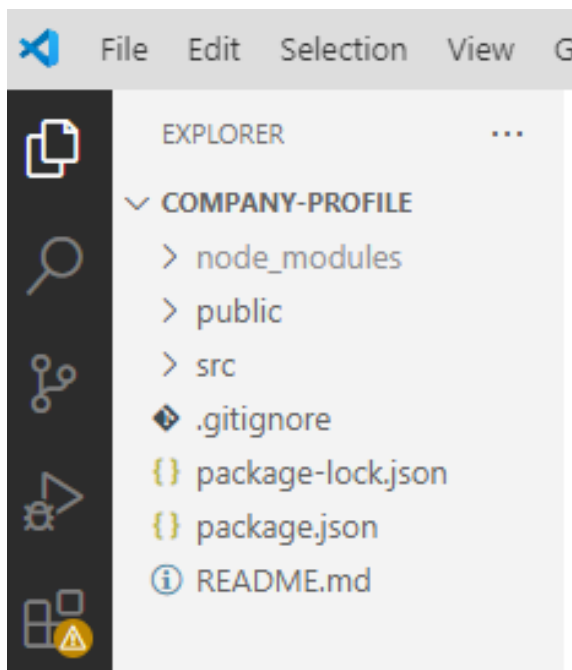 File Edit Selection View G
EXPLORER ...
COMPANY-PROFILE
node_modules
public
src
.gitignore
{} package-lock.json
{} package.json
README.md